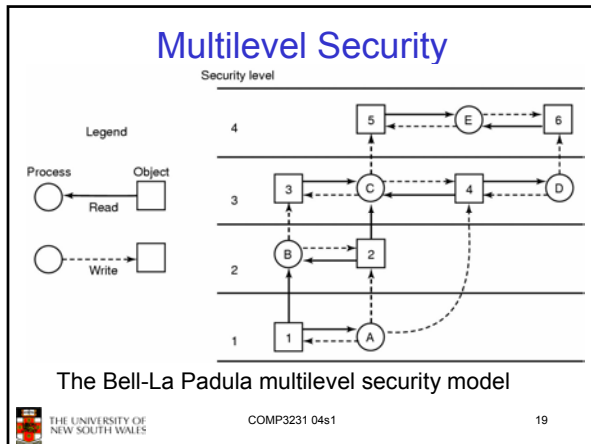 Multilevel Security
Security level
Legend
Process Object
Read
Write
4
5 E 6
3
3 C 4 D
2
B 2
1
1 A
The Bell-La Padula multilevel security model
THE UNIVERSITY OF
NEW SOUTH WALES
COMP3231 04s1
19